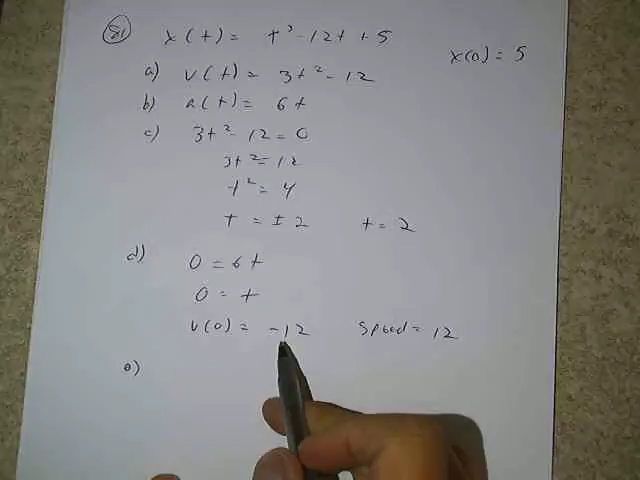 81 x(t) = t³ - 12t + 5
x(0) = 5
a) v(t) = 3t² - 12
b) a(t) = 6t
c) 3t² - 12 = 0
3t² = 12
t² = 4
t = ± 2 t = 2
d) 0 = 6t
0 = t
v(0) = -12 speed = 12
e)